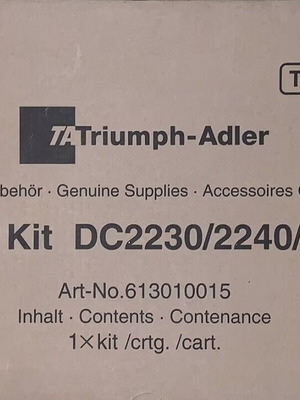 T
TA Triumph-Adler
behör · Genuine Supplies · Accessoires
Kit DC2230/2240/
Art-No.613010015
Inhalt · Contents · Contenance
1×kit /crtg. /cart.